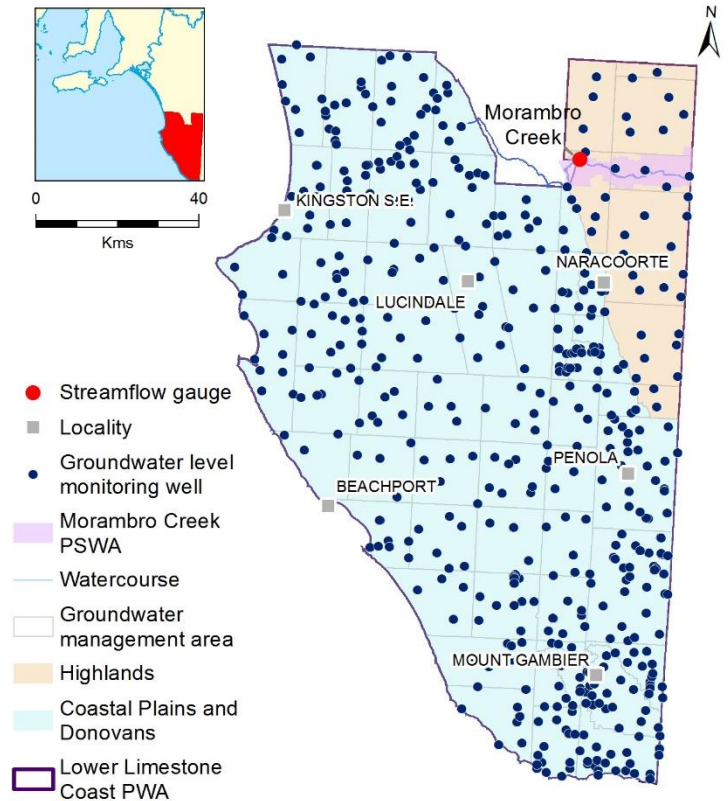 N
Morambro
Creek
0
40
Kms
KINGSTON S.E.
NARACOORTE
LUCINDALE
PENOLA
BEACHPORT
MOUNT GAMBIER
Streamflow gauge
Locality
Groundwater level
monitoring well
Morambro Creek
PSWA
Watercourse
Groundwater
management area
Highlands
Coastal Plains and
Donovans
Lower Limestone
Coast PWA